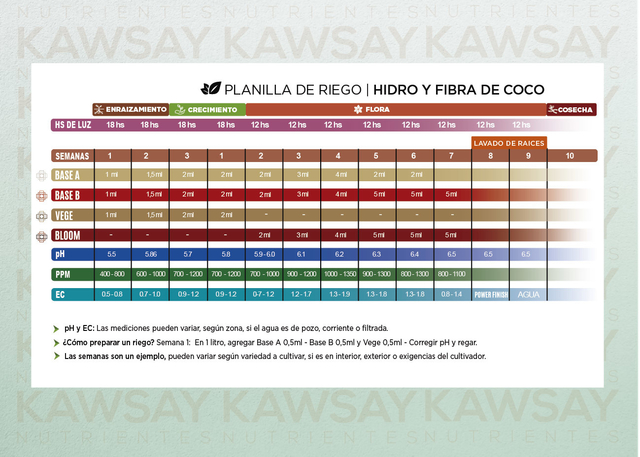 NUTRIENTES NUTRIENTES NUTRIENTES
KAWSAY KAWSAY KAWSAY
PLANILLA DE RIEGO | HIDRO Y FIBRA DE COCO
ENRAIZAMIENTO CRECIMIENTO FLORA COSECHA
HS DE LUZ 18 hs 18 hs 18 hs 18 hs 12 hs 12 hs 12 hs 12 hs 12 hs 12 hs 12 hs 12 hs
LAVADO DE RAICES
SEMANAS 1 2 3 1 2 3 4 5 6 7 8 9 10
BASE A 1 ml 1,5ml 2 ml 2 ml 2 ml 3 ml 4 ml 5 ml 2 ml
BASE B 1 ml 1,5ml 2 ml 2 ml 2 ml 3 ml 4 ml 5 ml 5 ml 5 ml
VEGE 1 ml 1,5ml 2 ml 2 ml - - - - - -
BLOOM - - - - 2 ml 3 ml 4 ml 5 ml 5 ml 5 ml
pH 5.5 5.86 5.7 5.8 5.9-6.0 6.1 6.2 6.3 6.4 6.5 6.5 6.5
PPM 400 - 800 600 - 1000 700 - 1200 700 - 1200 700 - 1000 900 - 1200 1000 - 1350 900 - 1300 800 - 1300 800 - 1100
EC 0.5-0.8 0.7-1.0 0.9-1.2 0.9-1.2 0.7-1.2 1.2-1.7 1.3-1.9 1.3-1.8 1.3-1.8 0.8-1.4 POWER FINISH AGUA
pH y EC: Las mediciones pueden variar, según zona, si el agua es de pozo, corriente o filtrada.
¿Cómo preparar un riego? Semana 1: En 1 litro, agregar Base A 0,5ml - Base B 0,5ml y Vege 0,5ml - Corregir pH y regar.
Las semanas son un ejemplo, pueden variar según variedad a cultivar, si es en interior, exterior o exigencias del cultivador.
KAWSAY KAWSAY KAWSAY
NUTRIENTES NUTRIENTES NUTRIENTES